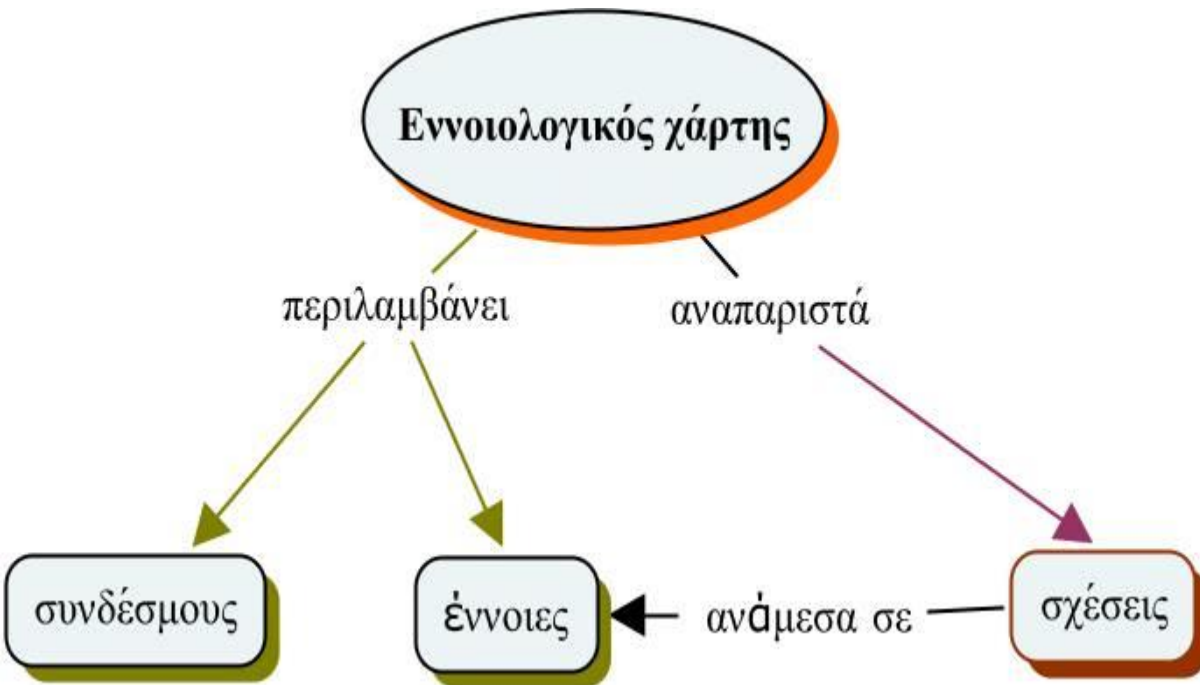 Εννοιολογικός χάρτης
περιλαμβάνει
αναπαριστά
συνδέσμους
έννοιες
ανάμεσα σε
σχέσεις